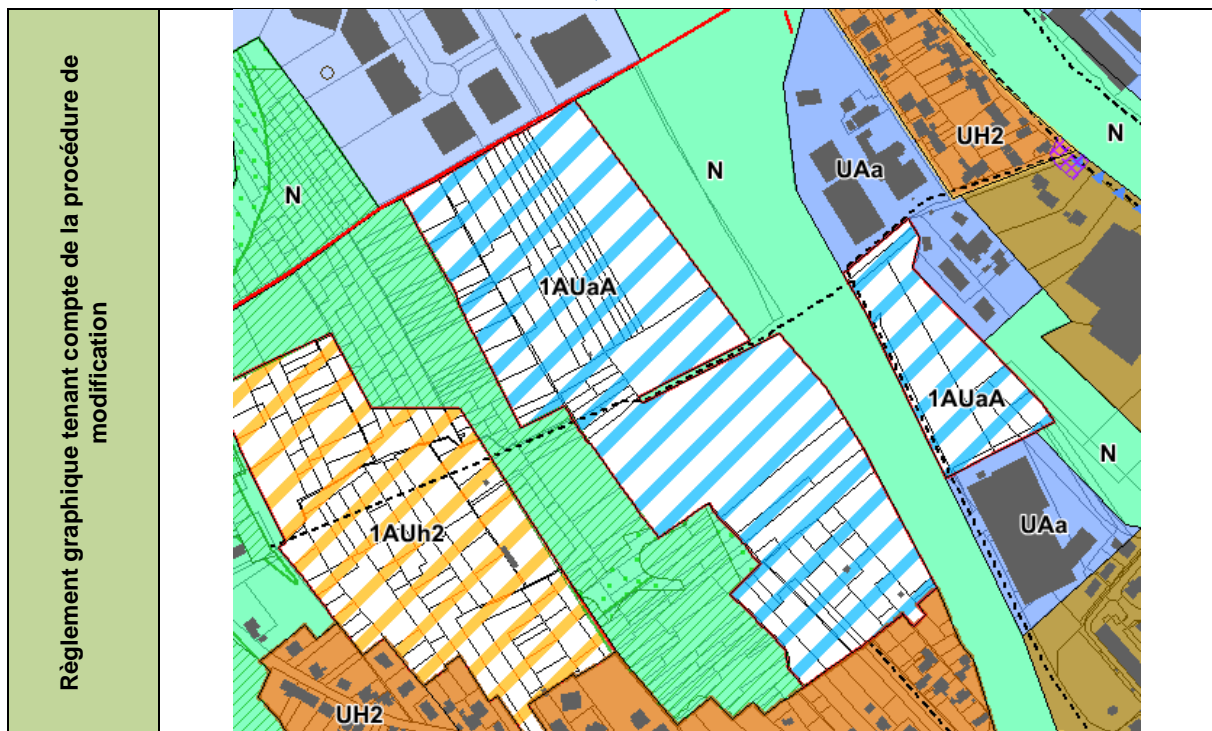 Règlement graphique tenant compte de la procédure de
modification
N
UH2
N
UAa
N
1AUaA
1AUaA
N
UAa
1AUh2
UH2